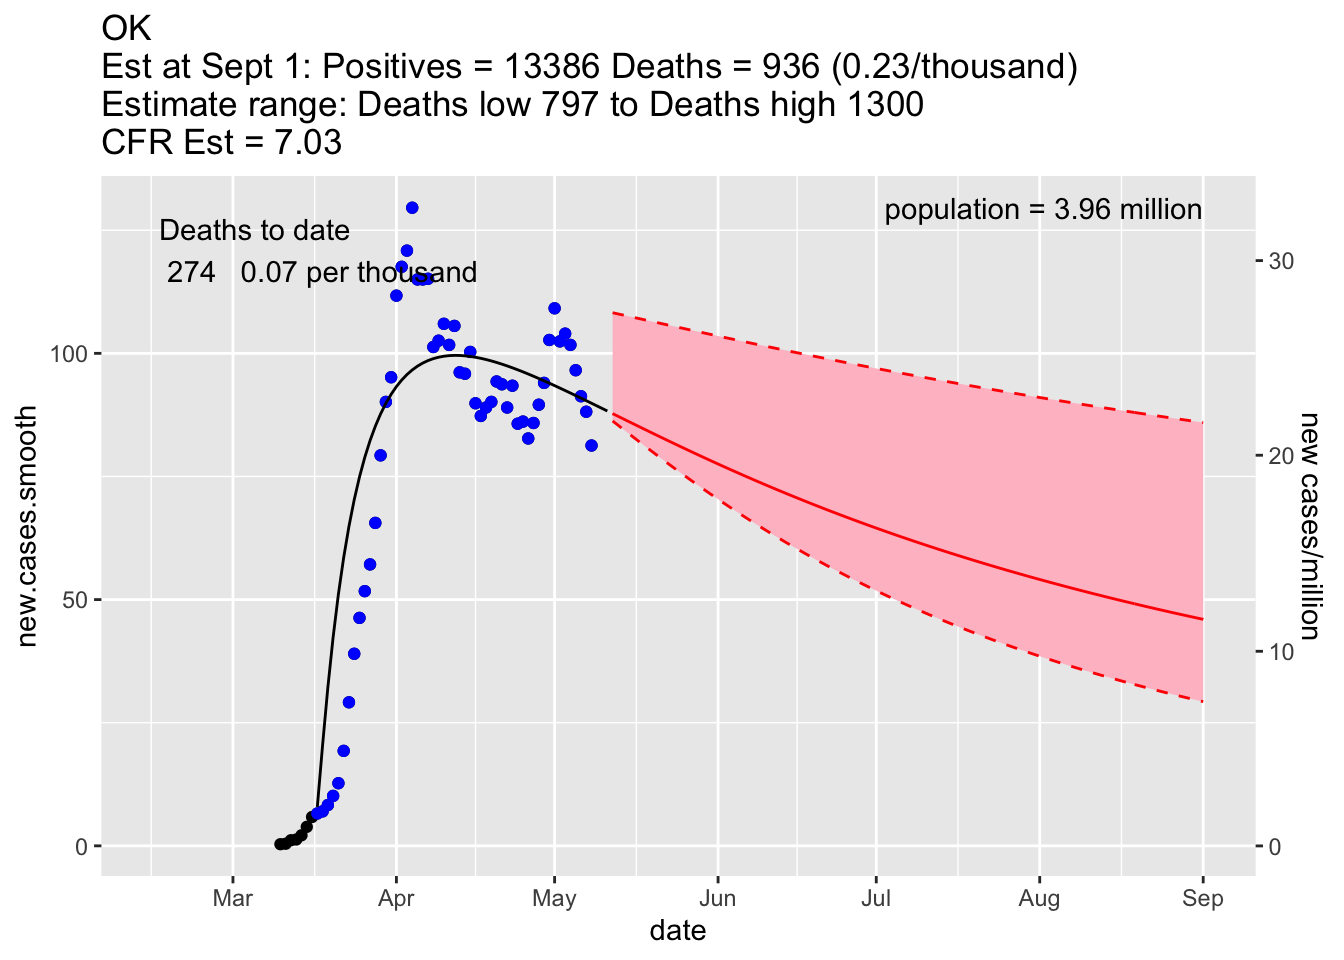 OK
Est at Sept 1: Positives = 13386 Deaths = 936 (0.23/thousand)
Estimate range: Deaths low 797 to Deaths high 1300
CFR Est = 7.03
population = 3.96 million
Deaths to date
274 0.07 per thousand
100
50
0
new.cases.smooth
30
20
10
0
new cases/million
Mar Apr May Jun Jul Aug Sep
date